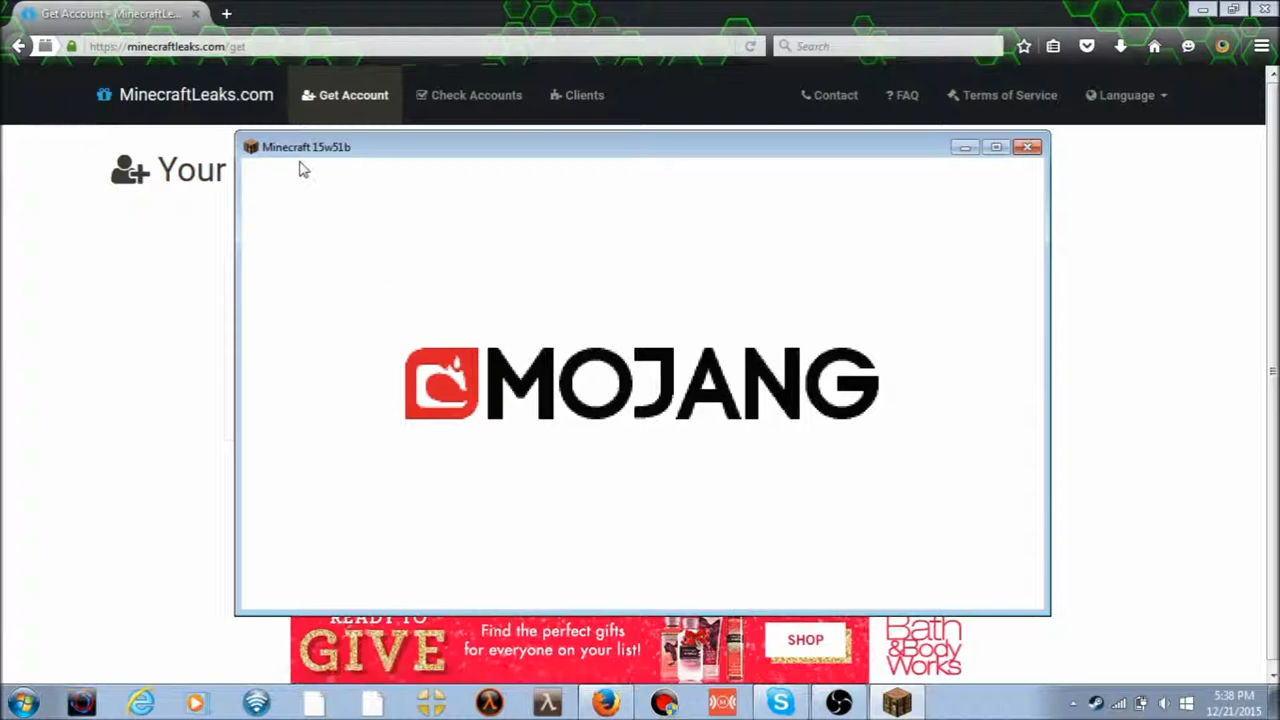 Get Account - MinecraftLe...
https://minecraftleaks.com/get
Search
MinecraftLeaks.com
Get Account
Check Accounts
Clients
Contact
? FAQ
Terms of Service
Language
Minecraft 15w51b
Your
MOJANG
READY TO
GIVE
Find the perfect gifts
for everyone on your list!
SHOP
Bath
& Body
Works
5:38 PM
12/21/2015